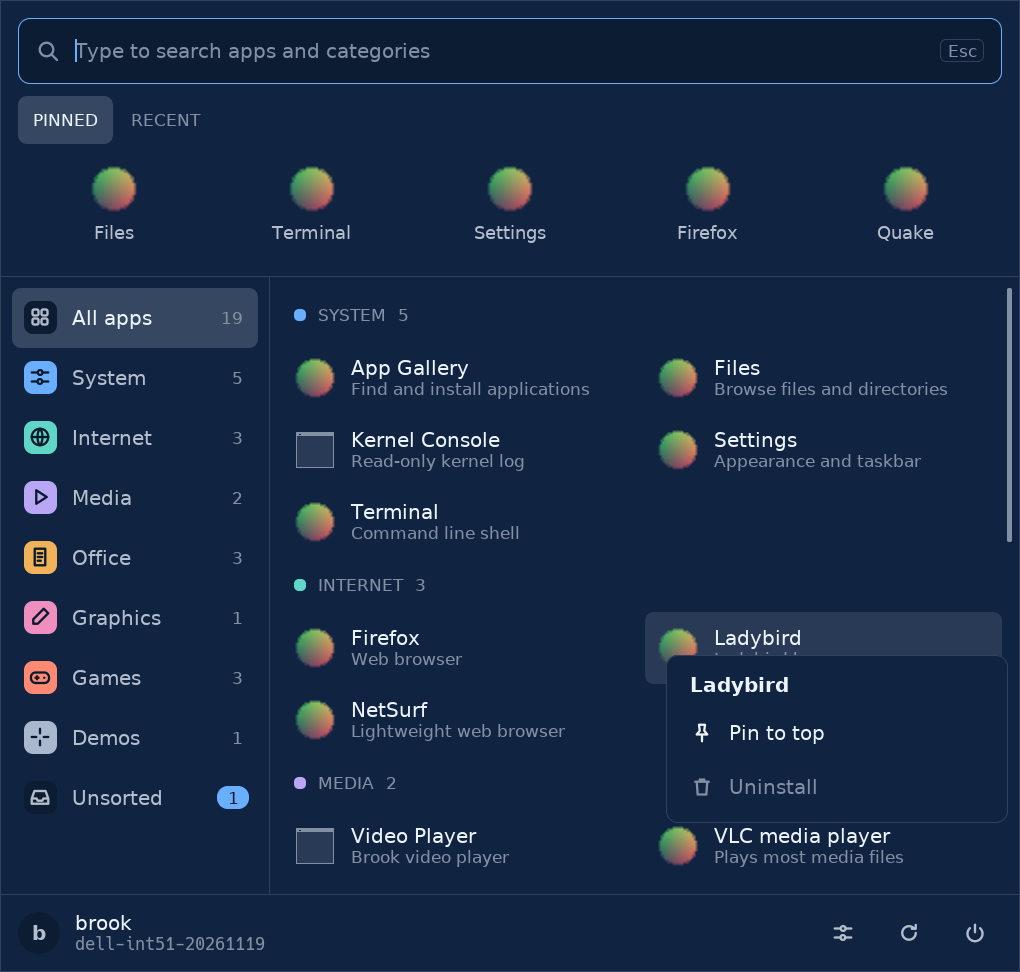 Type to search apps and categories
Esc
PINNED
RECENT
Files
Terminal
Settings
Firefox
Quake
All apps 19
System 5
Internet 3
Media 2
Office 3
Graphics 1
Games 3
Demos 1
Unsorted 1
SYSTEM 5
App Gallery
Find and install applications
Files
Browse files and directories
Kernel Console
Read-only kernel log
Settings
Appearance and taskbar
Terminal
Command line shell
INTERNET 3
Firefox
Web browser
Ladybird
NetSurf
Lightweight web browser
Ladybird
Pin to top
Uninstall
MEDIA 2
Video Player
Brook video player
VLC media player
Plays most media files
b
brook
dell-int51-20261119